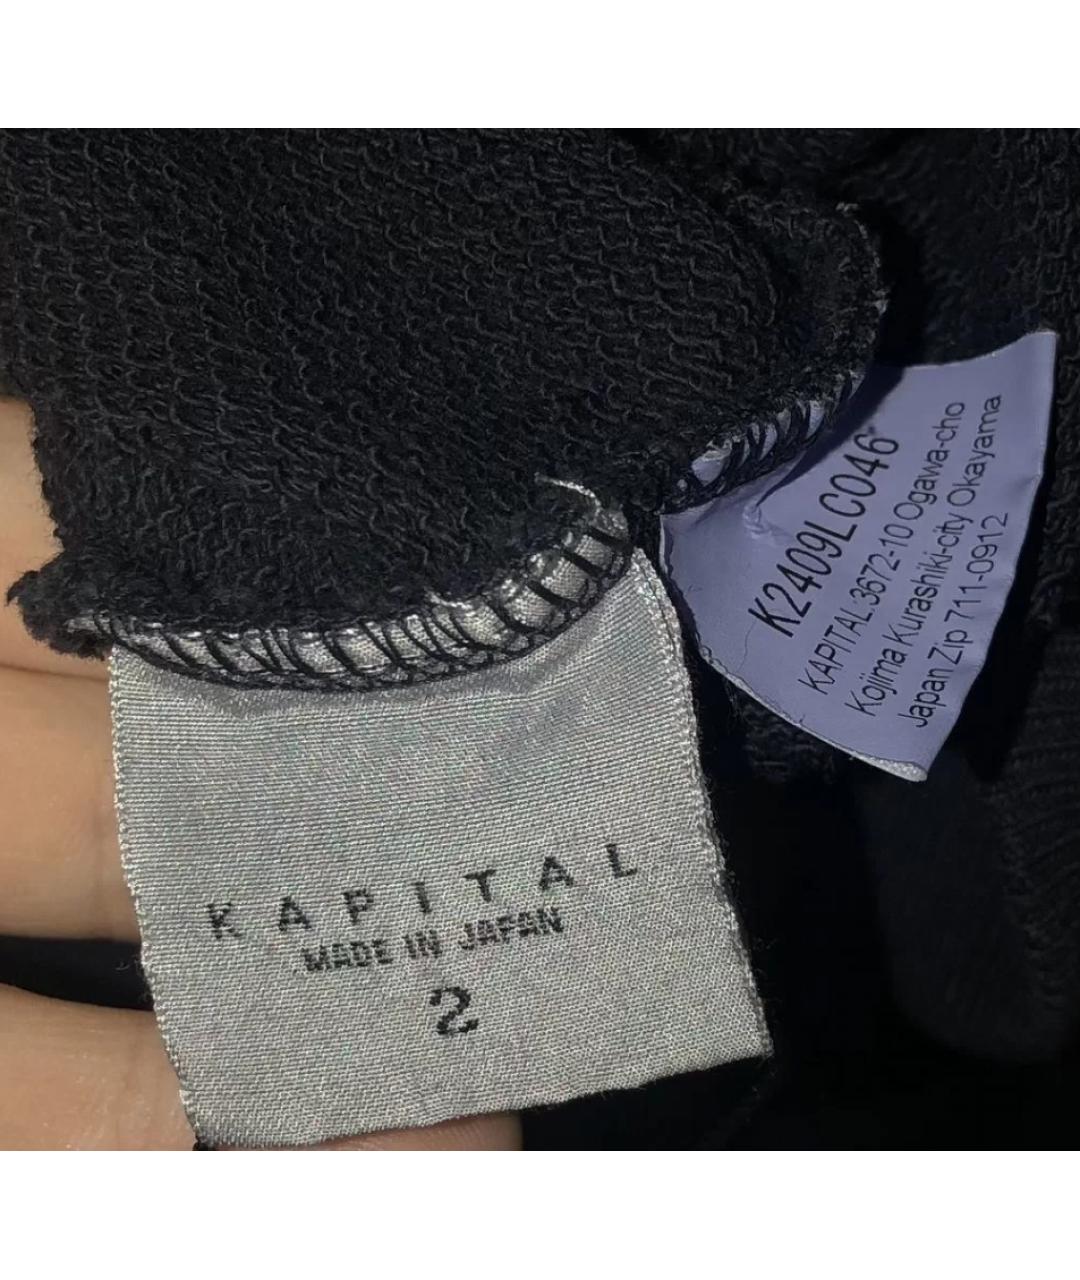 K2409LC046
KAPITAL:3672-10 Ogawa-cho
Kojima Kurashiki-city Okayama
Japan Zip 711-0912
KAPITAL
MADE IN JAPAN
2